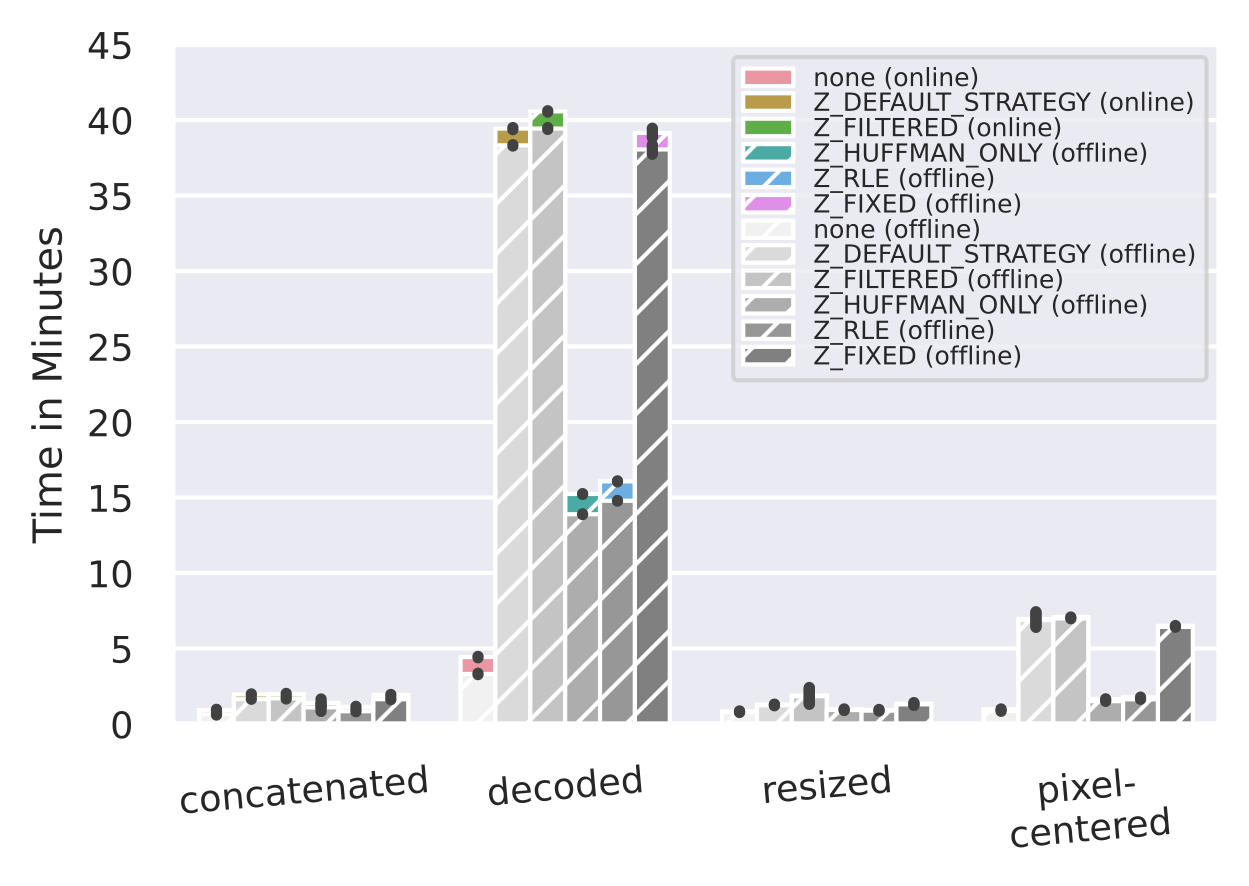 45
40
35
30
25
20
15
10
5
0
Time in Minutes
none (online)
Z_DEFAULT_STRATEGY (online)
Z_FILTERED (online)
Z_HUFFMAN_ONLY (offline)
Z_RLE (offline)
Z_FIXED (offline)
none (offline)
Z_DEFAULT_STRATEGY (offline)
Z_FILTERED (offline)
Z_HUFFMAN_ONLY (offline)
Z_RLE (offline)
Z_FIXED (offline)
concatenated
decoded
resized
pixel-
centered